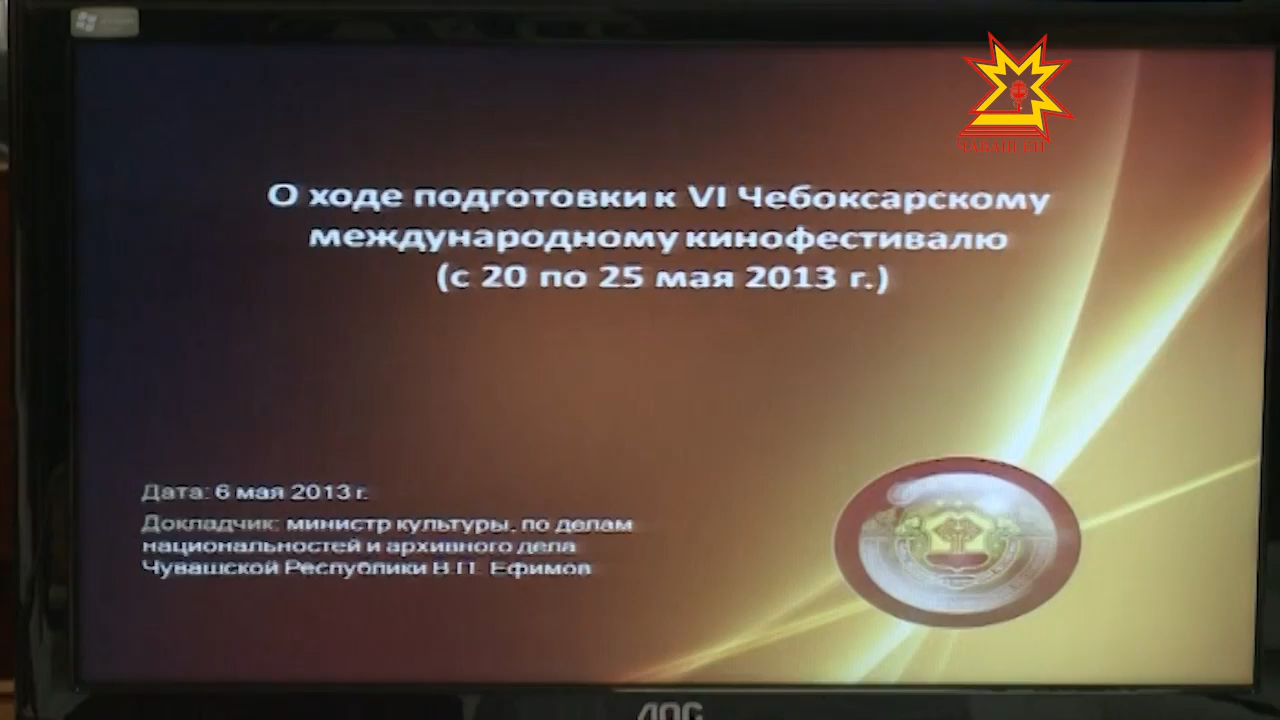 О ходе подготовки к VI Чебоксарскому
международному кинофестивалю
(с 20 по 25 мая 2013 г.)
Дата: 6 мая 2013 г.
Докладчик: министр культуры, по делам
национальностей и архивного дела
Чувашской Республики В.П. Ефимов
AOC